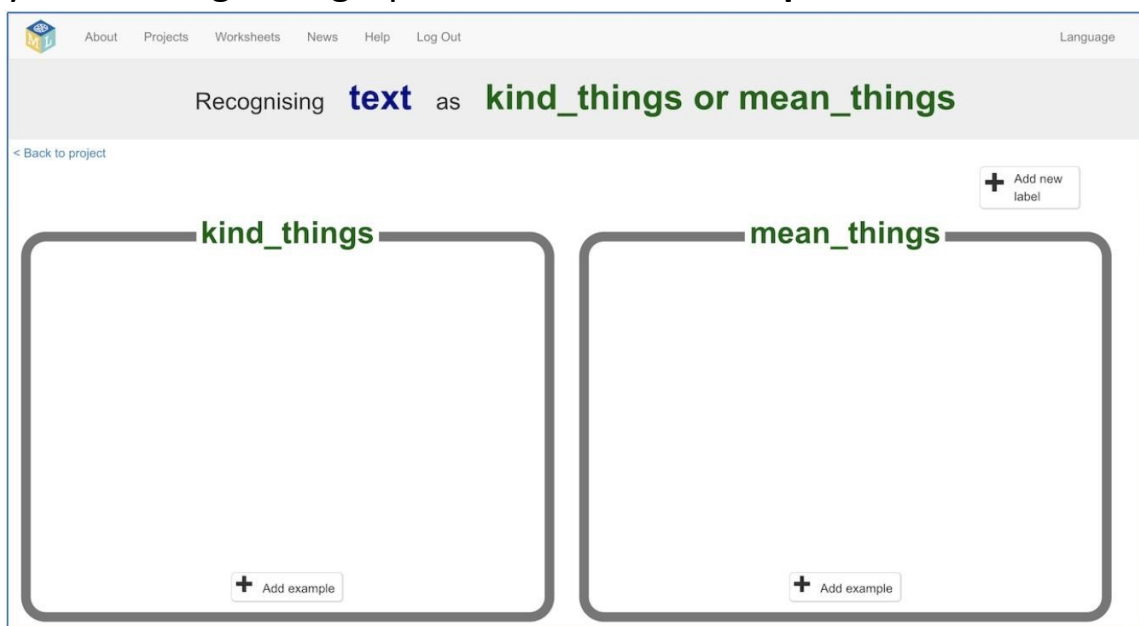 About Projects Worksheets News Help Log Out Language
Recognising text as kind_things or mean_things
< Back to project
Add new
label
kind_things mean_things
Add example Add example